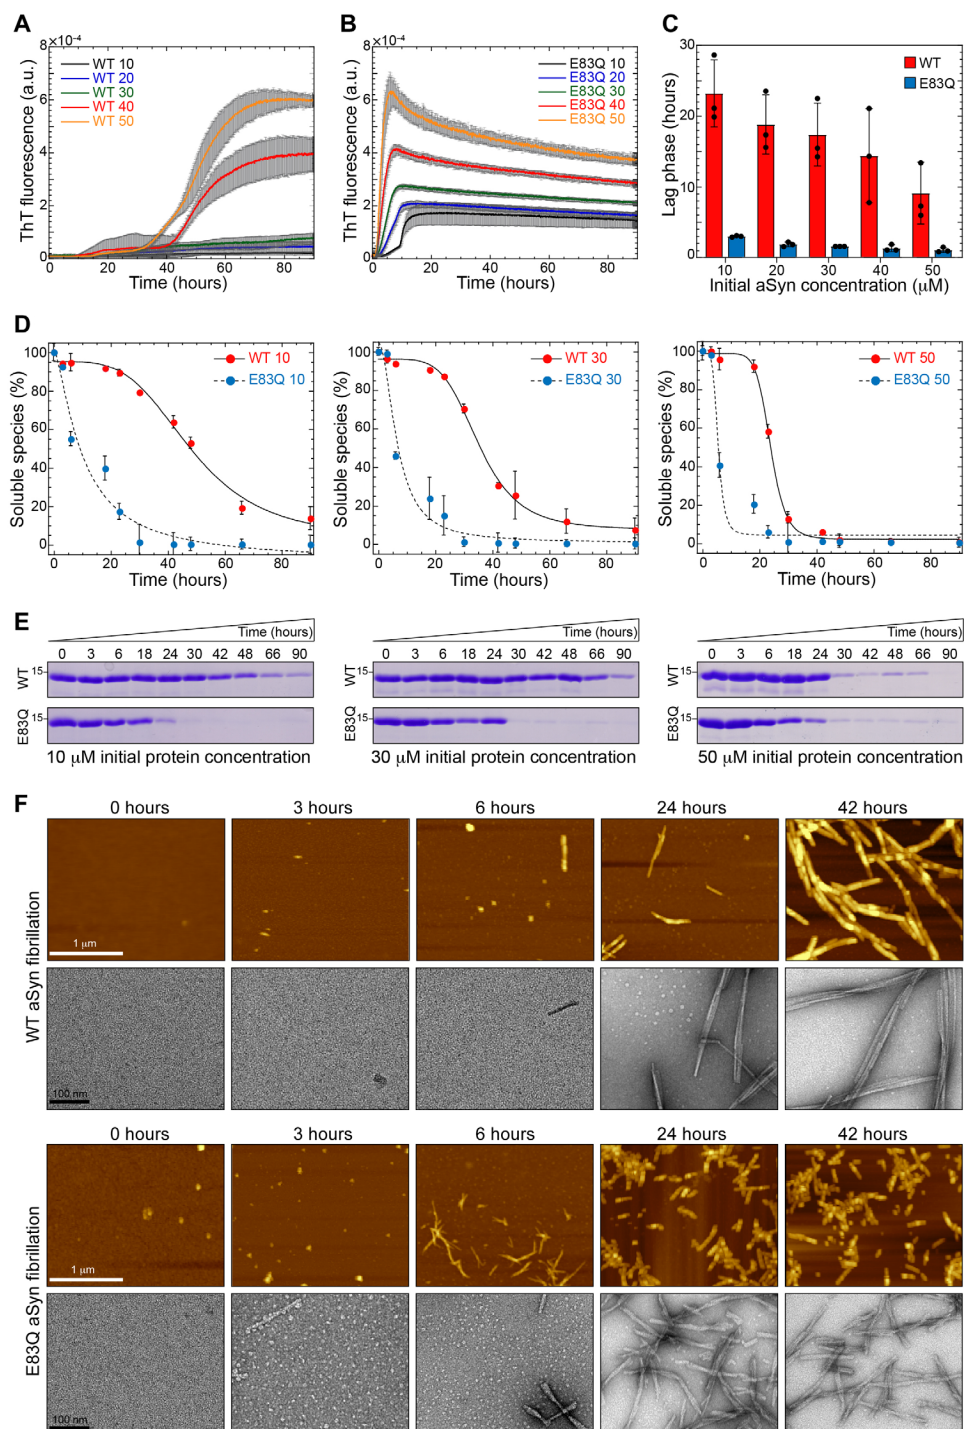 A
8×10⁻⁴
6
4
2
0
ThT fluorescence (a.u.)
WT 10
WT 20
WT 30
WT 40
WT 50
0 20 40 60 80
Time (hours)
B
8×10⁻⁴
6
4
2
0
ThT fluorescence (a.u.)
E83Q 10
E83Q 20
E83Q 30
E83Q 40
E83Q 50
0 20 40 60 80
Time (hours)
C
30
20
10
0
Lag phase (hours)
WT
E83Q
10 20 30 40 50
Initial aSyn concentration (μM)
D
100
80
60
40
20
0
Soluble species (%)
WT 10
E83Q 10
0 20 40 60 80
Time (hours)
100
80
60
40
20
0
Soluble species (%)
WT 30
E83Q 30
0 20 40 60 80
Time (hours)
100
80
60
40
20
0
Soluble species (%)
WT 50
E83Q 50
0 20 40 60 80
Time (hours)
E
Time (hours)
0 3 6 18 24 30 42 48 66 90
WT
15
E83Q
15
10 μM initial protein concentration
Time (hours)
0 3 6 18 24 30 42 48 66 90
WT
15
E83Q
15
30 μM initial protein concentration
Time (hours)
0 3 6 18 24 30 42 48 66 90
WT
15
E83Q
15
50 μM initial protein concentration
F
0 hours 3 hours 6 hours 24 hours 42 hours
WT aSyn fibrillation
1 μm
100 nm
0 hours 3 hours 6 hours 24 hours 42 hours
E83Q aSyn fibrillation
1 μm
100 nm